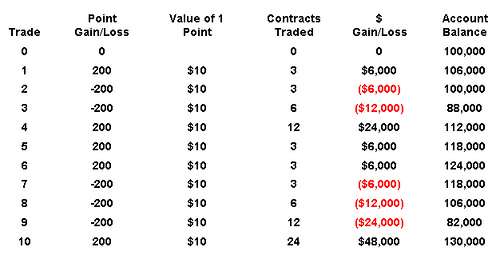 Point Value of 1 Contracts $ Account
Trade Gain/Loss Point Traded Gain/Loss Balance
0 0 0 0 100,000
1 200 $10 3 $6,000 106,000
2 -200 $10 3 ($6,000) 100,000
3 -200 $10 6 ($12,000) 88,000
4 200 $10 12 $24,000 112,000
5 200 $10 3 $6,000 118,000
6 200 $10 3 $6,000 124,000
7 -200 $10 3 ($6,000) 118,000
8 -200 $10 6 ($12,000) 106,000
9 -200 $10 12 ($24,000) 82,000
10 200 $10 24 $48,000 130,000